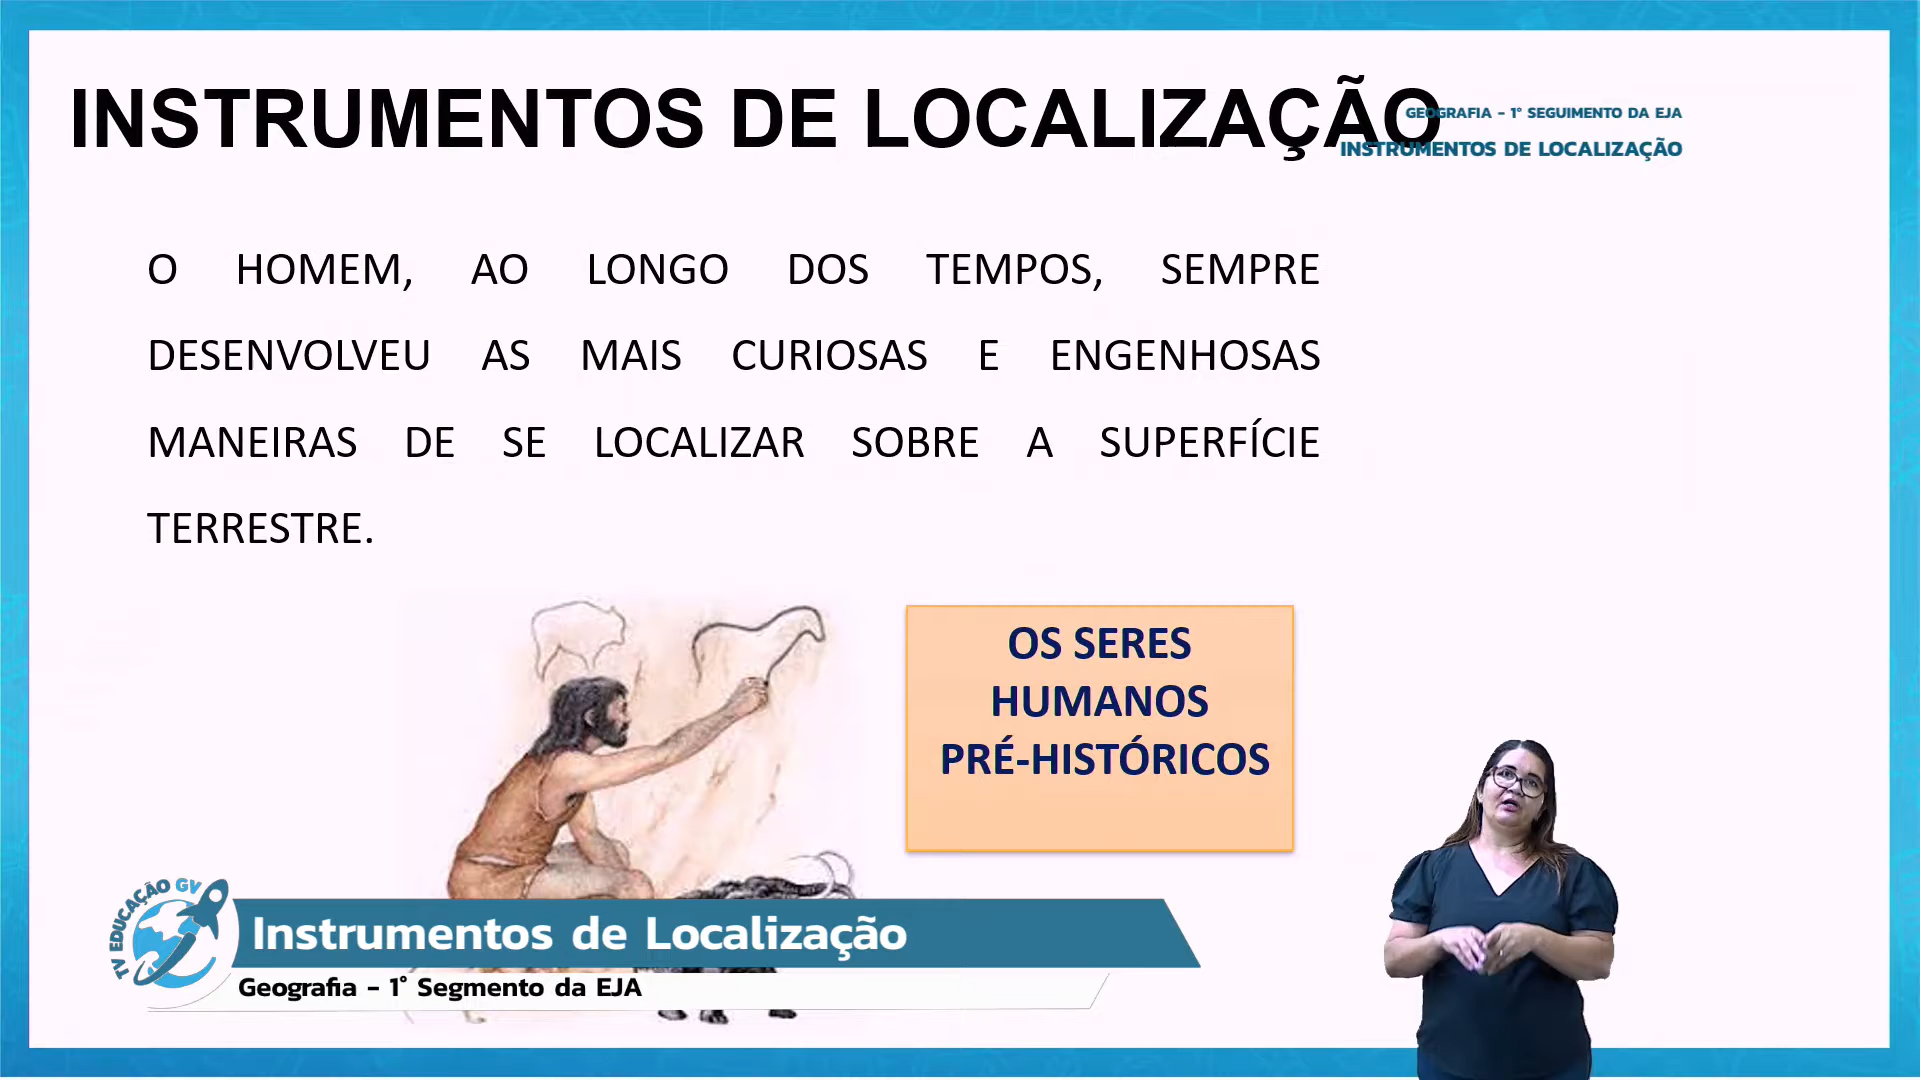 INSTRUMENTOS DE LOCALIZAÇÃO
GEOGRAFIA - 1° SEGUIMENTO DA EJA
INSTRUMENTOS DE LOCALIZAÇÃO
O HOMEM, AO LONGO DOS TEMPOS, SEMPRE
DESENVOLVEU AS MAIS CURIOSAS E ENGENHOSAS
MANEIRAS DE SE LOCALIZAR SOBRE A SUPERFÍCIE
TERRESTRE.
OS SERES
HUMANOS
PRÉ-HISTÓRICOS
TV EDUCAÇÃO GV
Instrumentos de Localização
Geografia - 1° Segmento da EJA